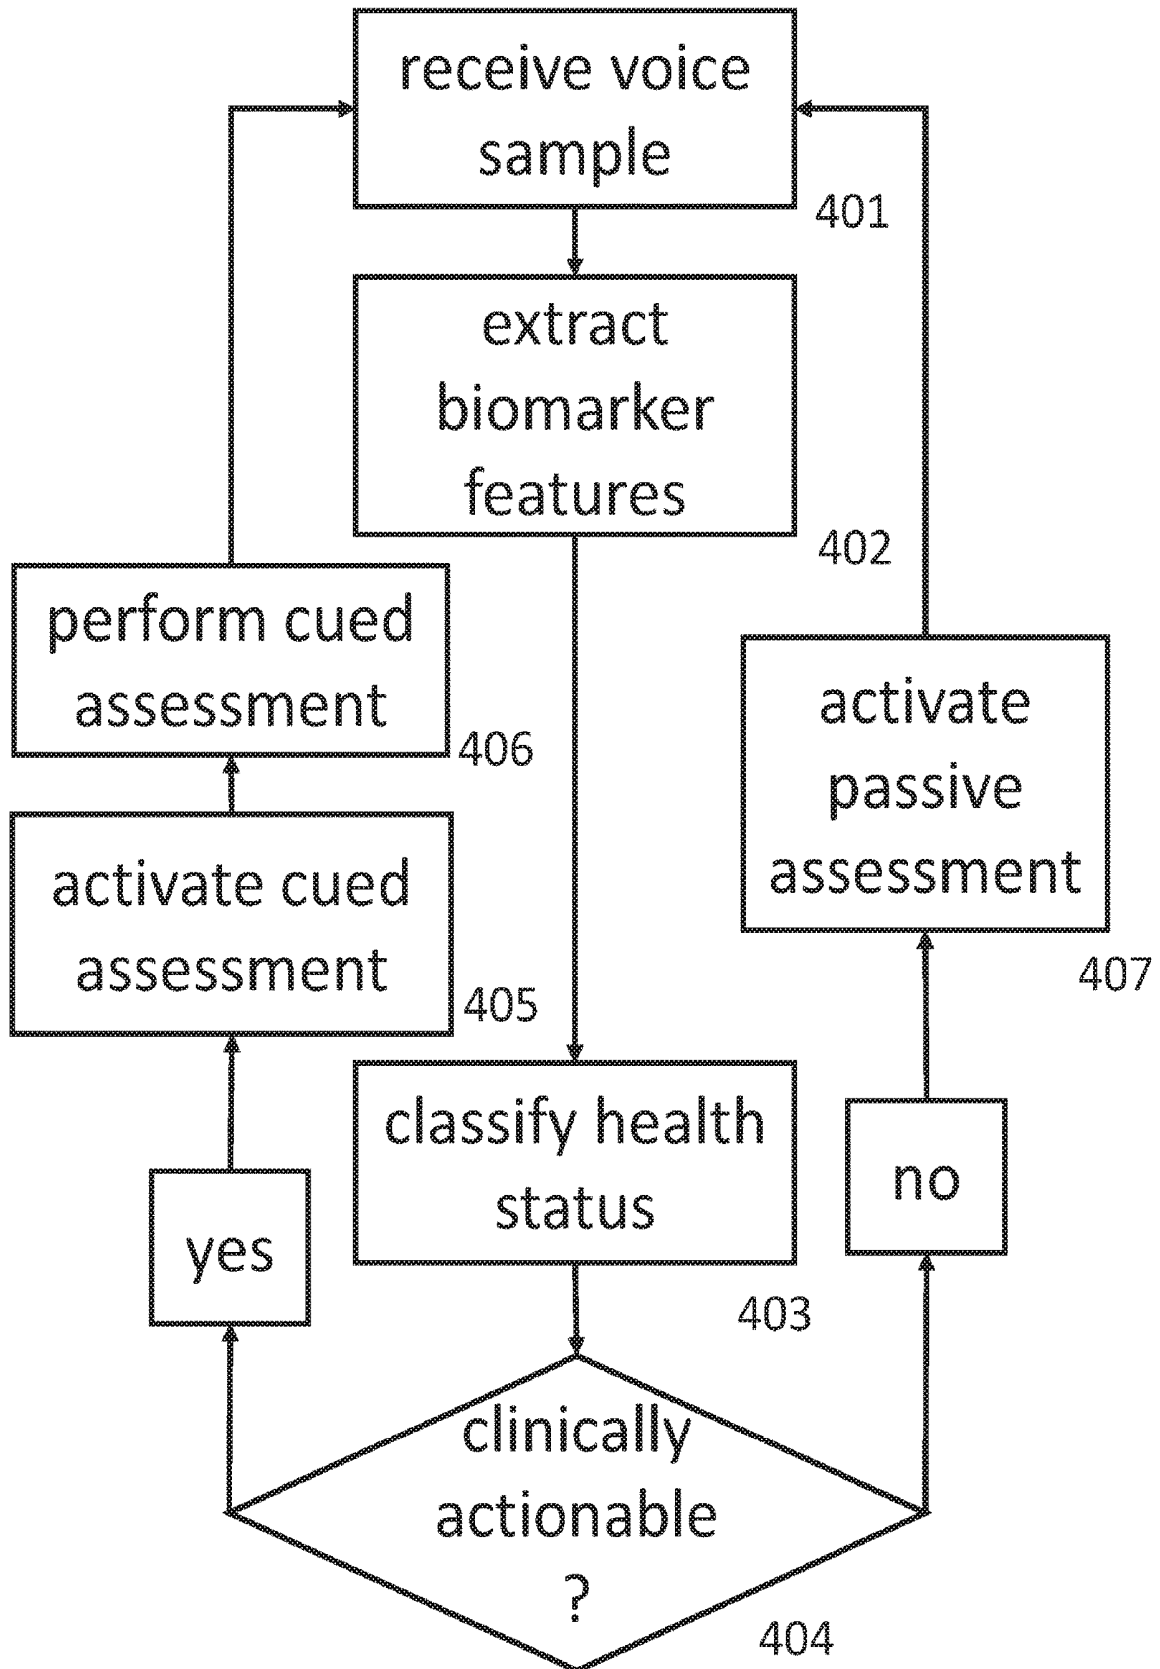 receive voice
sample
401
extract
biomarker
features
402
perform cued
assessment
406
activate
passive
assessment
407
activate cued
assessment
405
classify health
status
403
yes
no
clinically
actionable
?
404